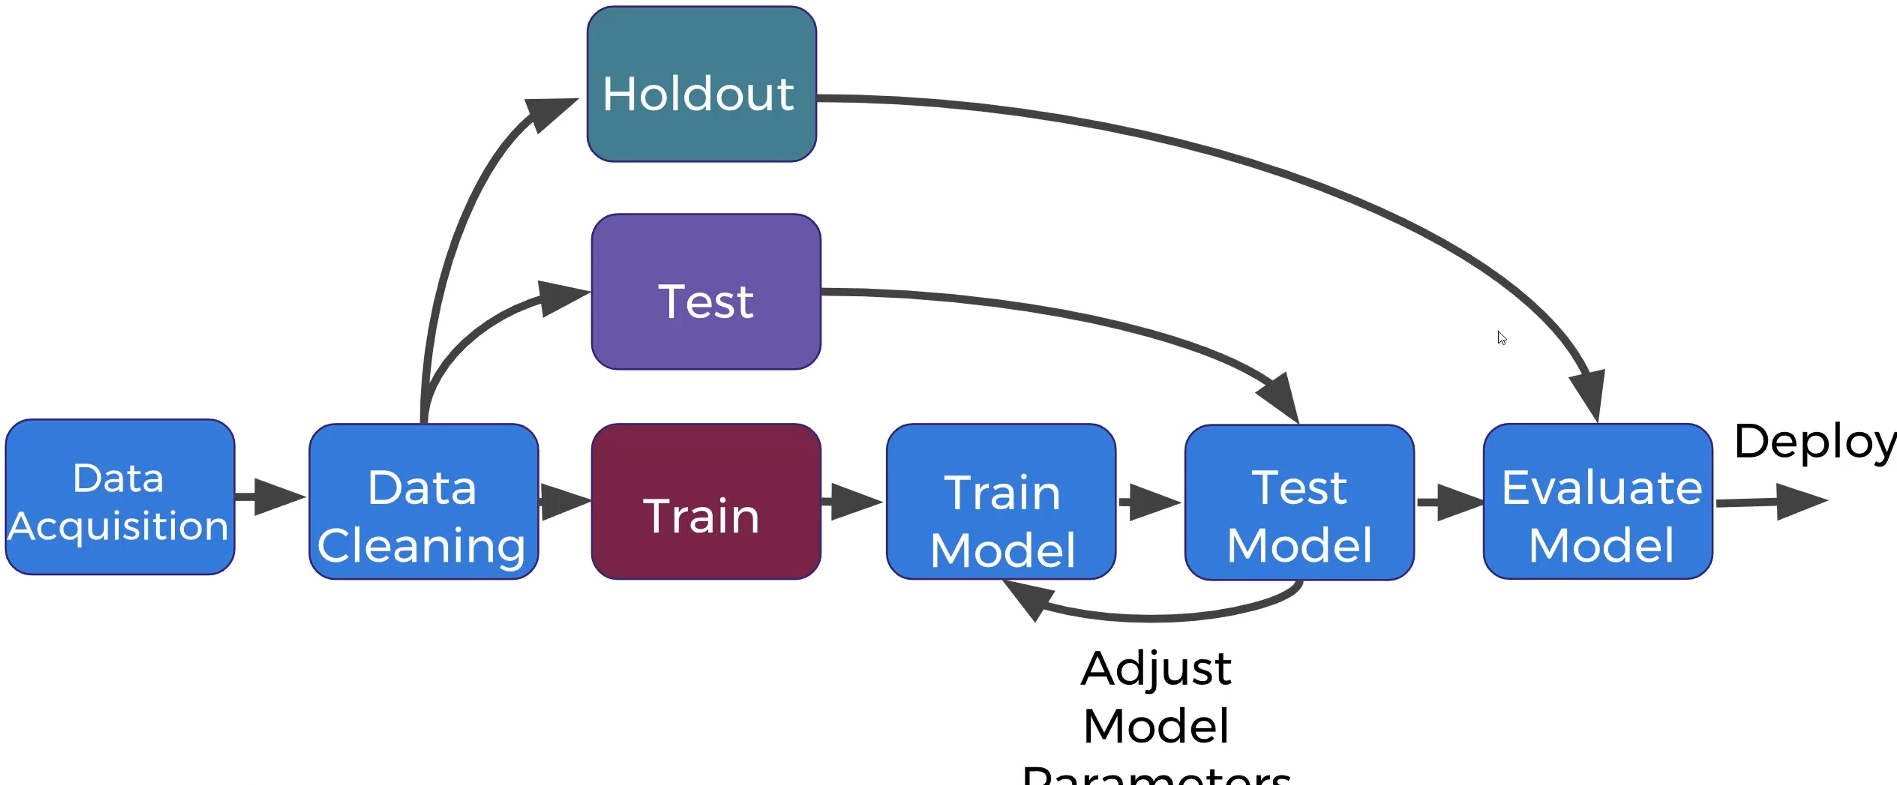 Holdout
Test
Data
Acquisition
Data
Cleaning
Train
Train
Model
Test
Model
Evaluate
Model
Deploy
Adjust
Model
Parameters